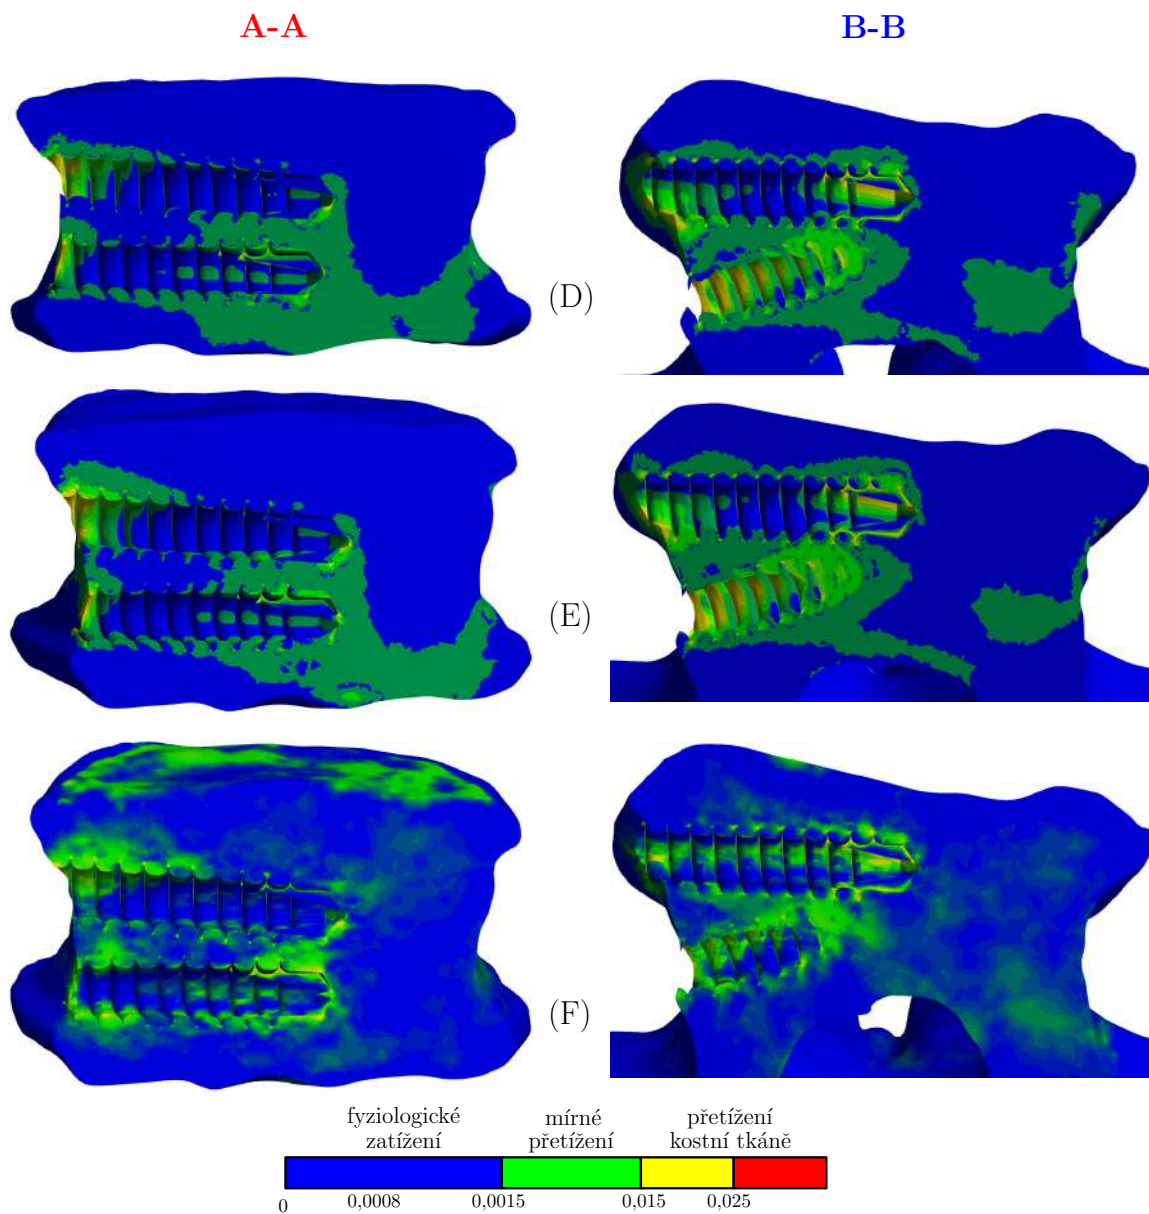 A-A
B-B
(D)
(E)
(F)
fyziologické
zatížení
mírné
přetížení
přetížení
kostní tkáně
0
0,0008
0,0015
0,015
0,025